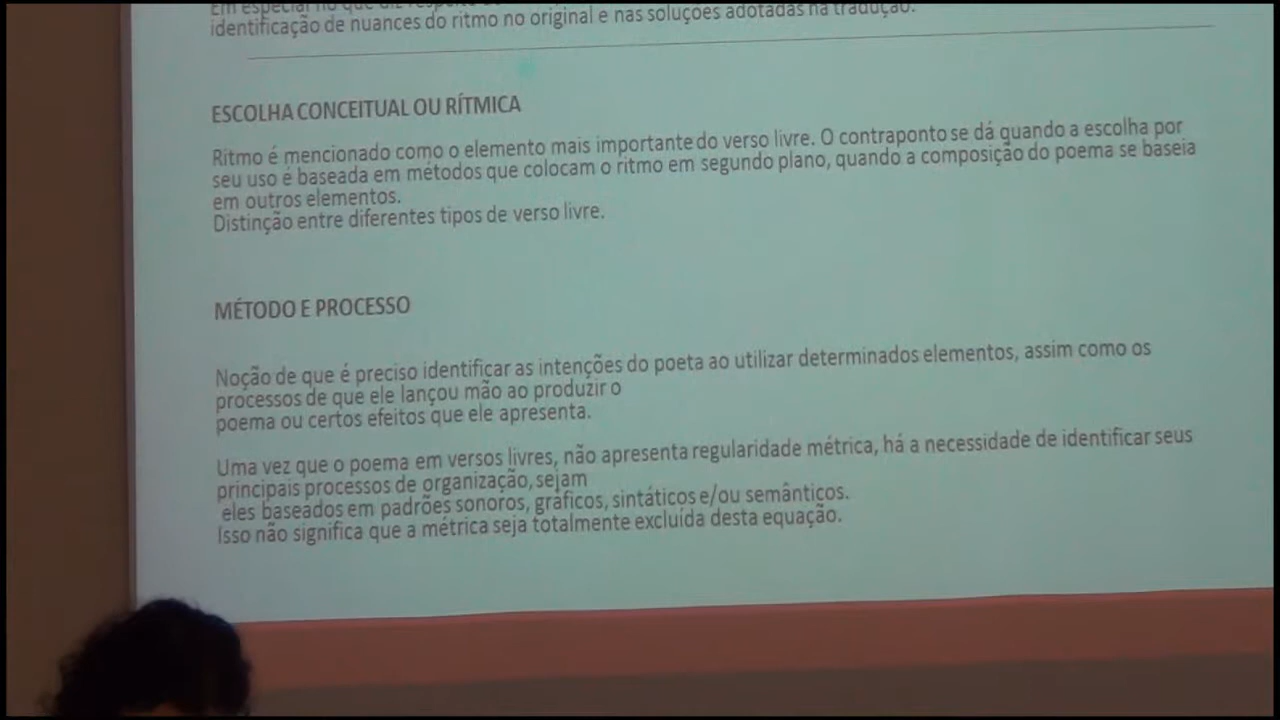 Em especial no que diz respeito
identificação de nuances do ritmo no original e nas soluções adotadas na tradução.
ESCOLHA CONCEITUAL OU RÍTMICA
Ritmo é mencionado como o elemento mais importante do verso livre. O contraponto se dá quando a escolha por
seu uso é baseada em métodos que colocam o ritmo em segundo plano, quando a composição do poema se baseia
em outros elementos.
Distinção entre diferentes tipos de verso livre.
MÉTODO E PROCESSO
Noção de que é preciso identificar as intenções do poeta ao utilizar determinados elementos, assim como os
processos de que ele lançou mão ao produzir o
poema ou certos efeitos que ele apresenta.
Uma vez que o poema em versos livres, não apresenta regularidade métrica, há a necessidade de identificar seus
principais processos de organização, sejam
eles baseados em padrões sonoros, gráficos, sintáticos e/ou semânticos.
Isso não significa que a métrica seja totalmente excluída desta equação.